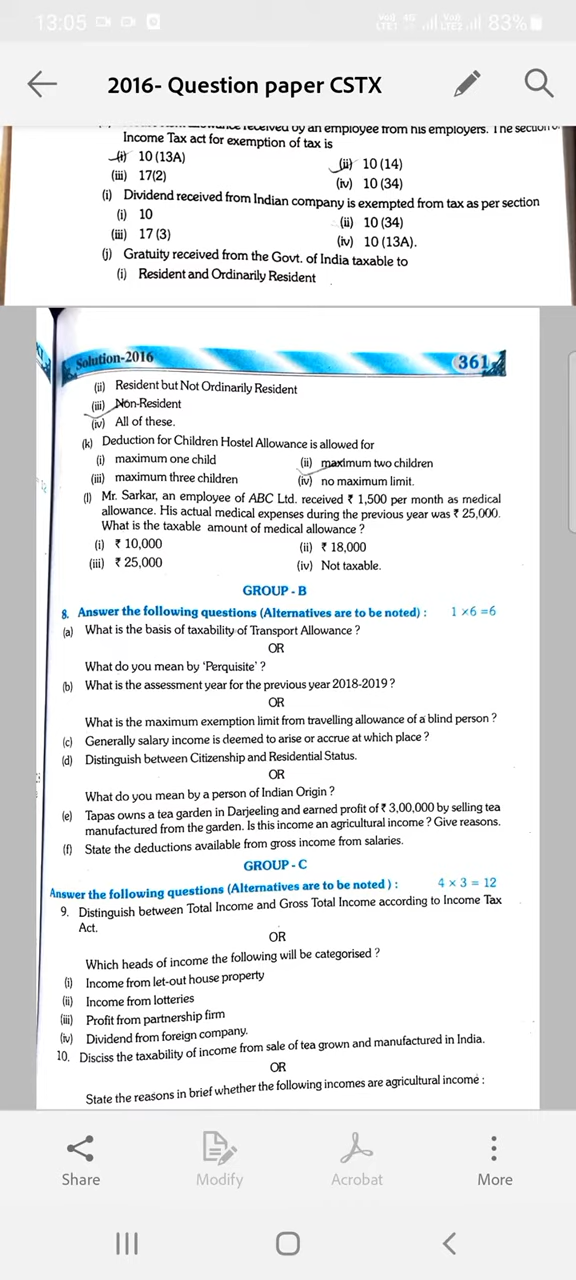 13:05
83%
2016- Question paper CSTX
received by an employee from his employers. The section
Income Tax act for exemption of tax is
(i) 10 (13A)
(ii) 10 (14)
(iii) 17(2)
(iv) 10 (34)
(i) Dividend received from Indian company is exempted from tax as per section
(i) 10
(ii) 10 (34)
(iii) 17 (3)
(iv) 10 (13A).
(j) Gratuity received from the Govt. of India taxable to
(i) Resident and Ordinarily Resident
Solution-2016
361
(ii) Resident but Not Ordinarily Resident
(iii) Non-Resident
(iv) All of these.
(k) Deduction for Children Hostel Allowance is allowed for
(i) maximum one child
(ii) maximum two children
(iii) maximum three children
(iv) no maximum limit.
(l) Mr. Sarkar, an employee of ABC Ltd. received ₹ 1,500 per month as medical
allowance. His actual medical expenses during the previous year was ₹ 25,000.
What is the taxable amount of medical allowance ?
(i) ₹ 10,000
(ii) ₹ 18,000
(iii) ₹ 25,000
(iv) Not taxable.
GROUP - B
8. Answer the following questions (Alternatives are to be noted) : 1 ×6 =6
(a) What is the basis of taxability of Transport Allowance ?
OR
What do you mean by 'Perquisite' ?
(b) What is the assessment year for the previous year 2018-2019 ?
OR
What is the maximum exemption limit from travelling allowance of a blind person ?
(c) Generally salary income is deemed to arise or accrue at which place ?
(d) Distinguish between Citizenship and Residential Status.
OR
What do you mean by a person of Indian Origin ?
(e) Tapas owns a tea garden in Darjeeling and earned profit of ₹ 3,00,000 by selling tea
manufactured from the garden. Is this income an agricultural income ? Give reasons.
(f) State the deductions available from gross income from salaries.
GROUP - C
Answer the following questions (Alternatives are to be noted ) : 4 × 3 = 12
9. Distinguish between Total Income and Gross Total Income according to Income Tax
Act.
OR
Which heads of income the following will be categorised ?
(i) Income from let-out house property
(ii) Income from lotteries
(iii) Profit from partnership firm
(iv) Dividend from foreign company.
10. Disciss the taxability of income from sale of tea grown and manufactured in India.
OR
State the reasons in brief whether the following incomes are agricultural income :
Share
Modify
Acrobat
More